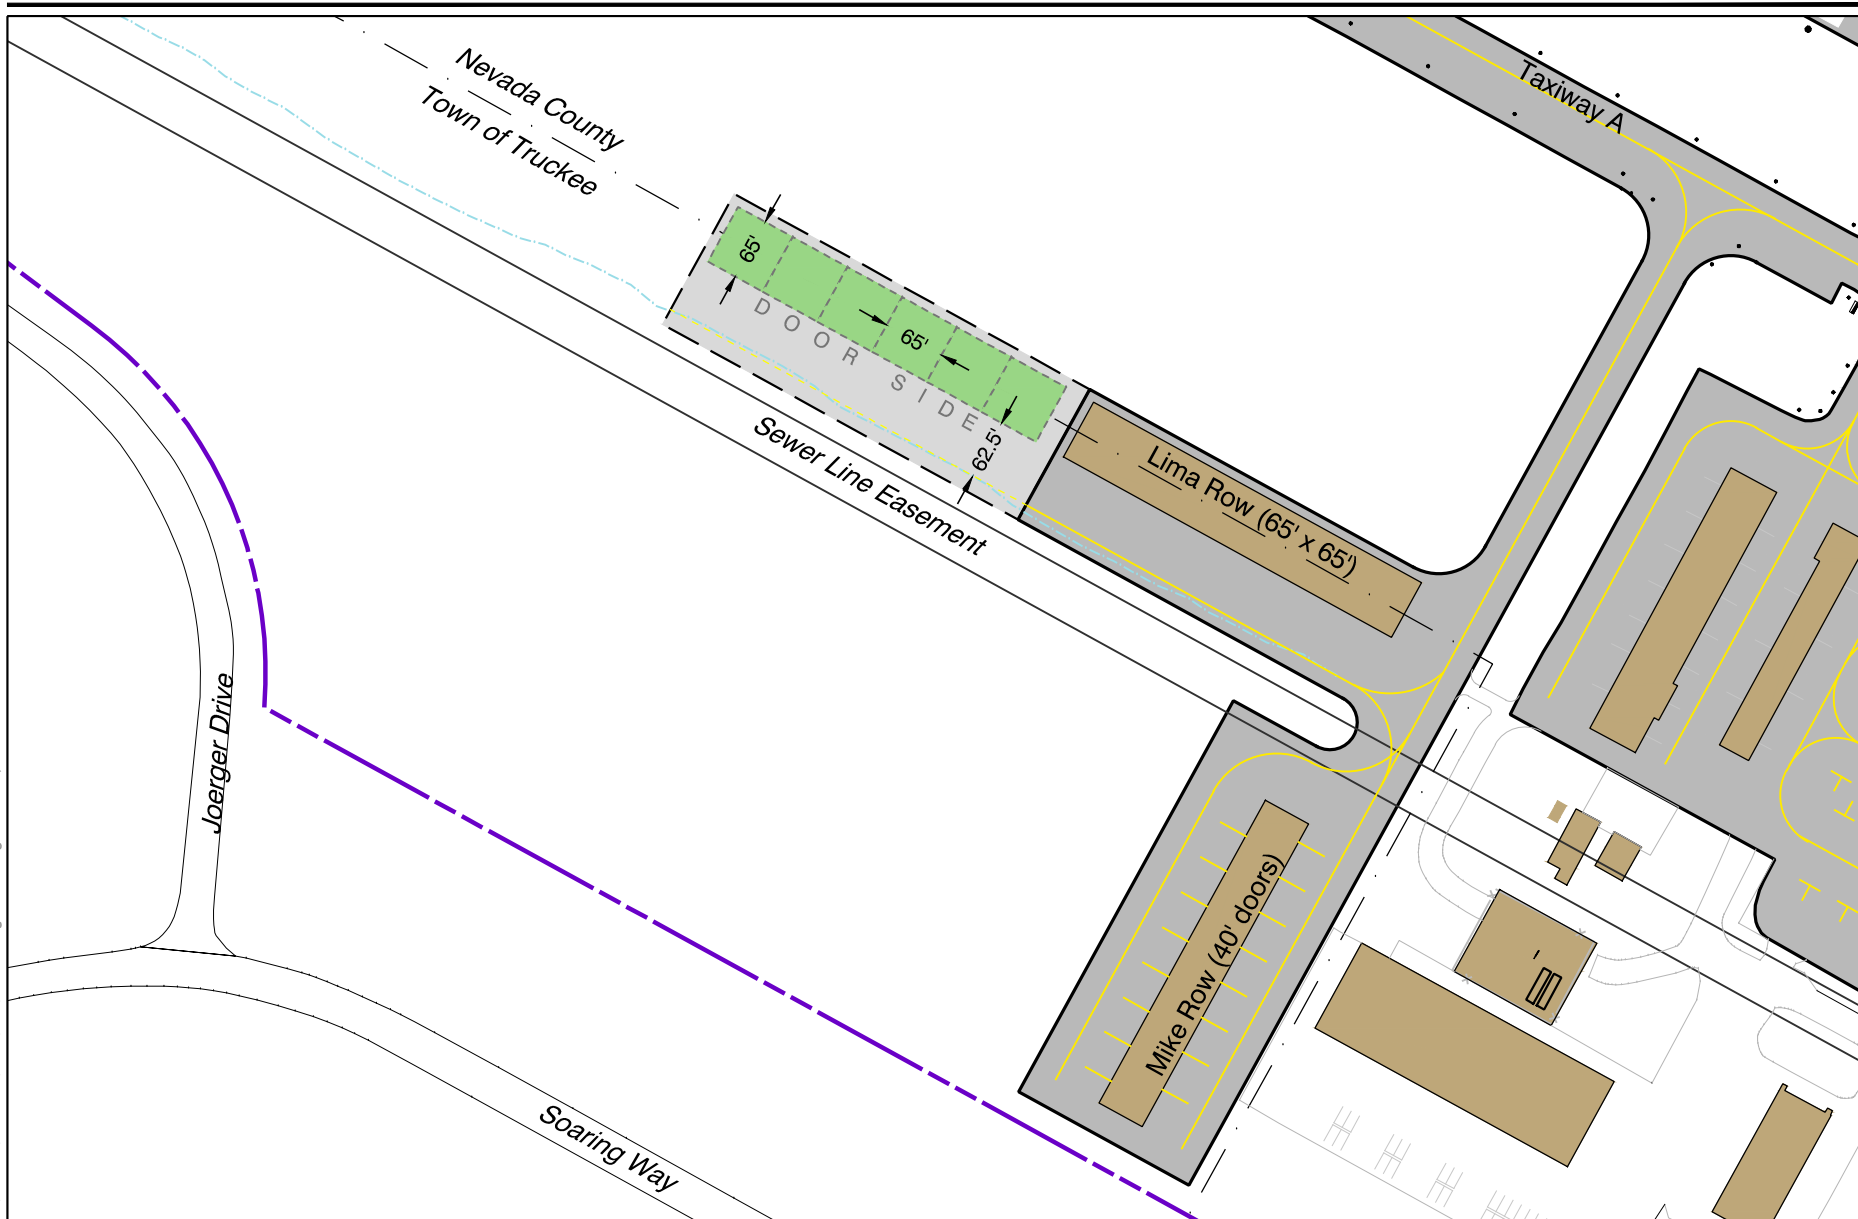 Nevada County
Town of Truckee
Taxiway A
65'
65'
DOOR SIDE
62.5'
Sewer Line Easement
Lima Row (65' x 65')
Joerger Drive
Mike Row (40' doors)
Soaring Way